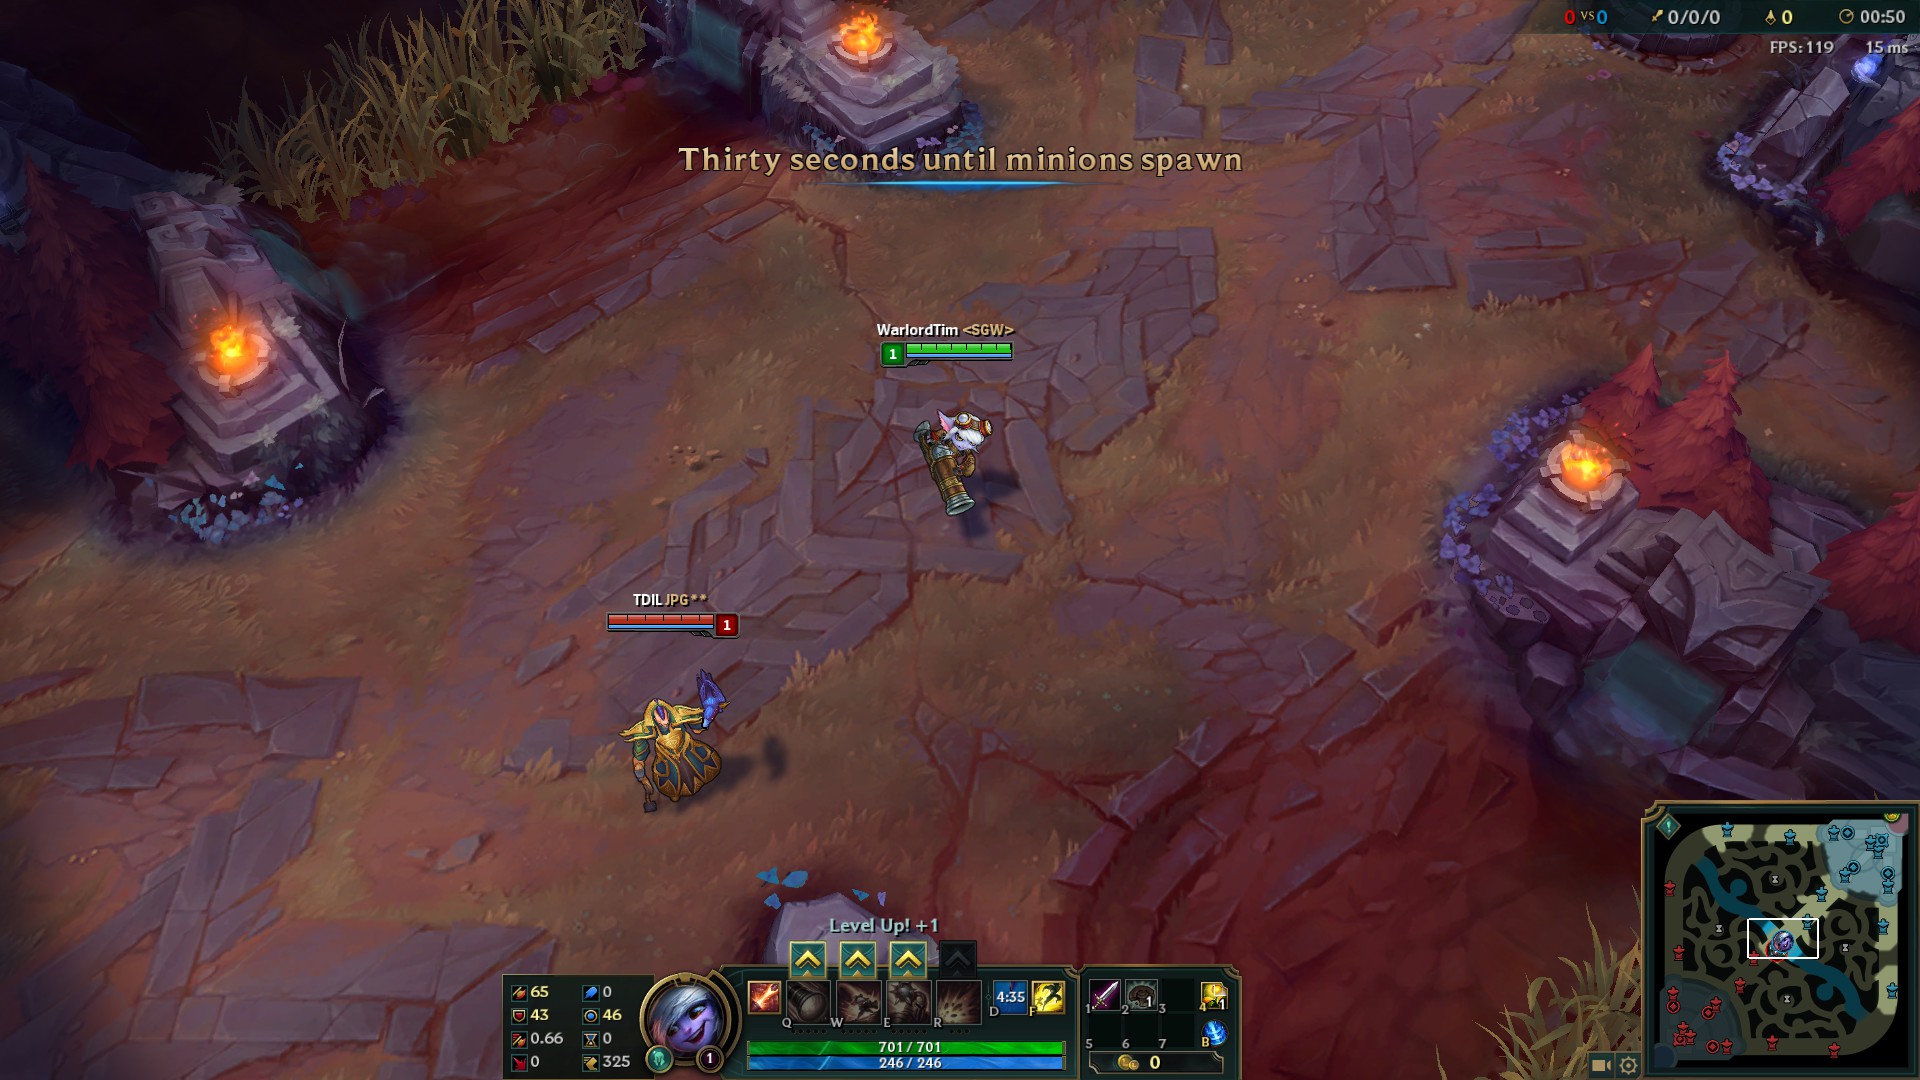 0 vs 0 0/0/0 0 00:50
FPS: 119 15 ms
Thirty seconds until minions spawn
WarlordTim <SGW>
1
TDILJPG**
1
Level Up! +1
65 0
43 46
0.66 0
0 325
1
Q W E R
4:35
D F
701 / 701
246 / 246
1 2 1 3 4 1
5 6 7 B
0